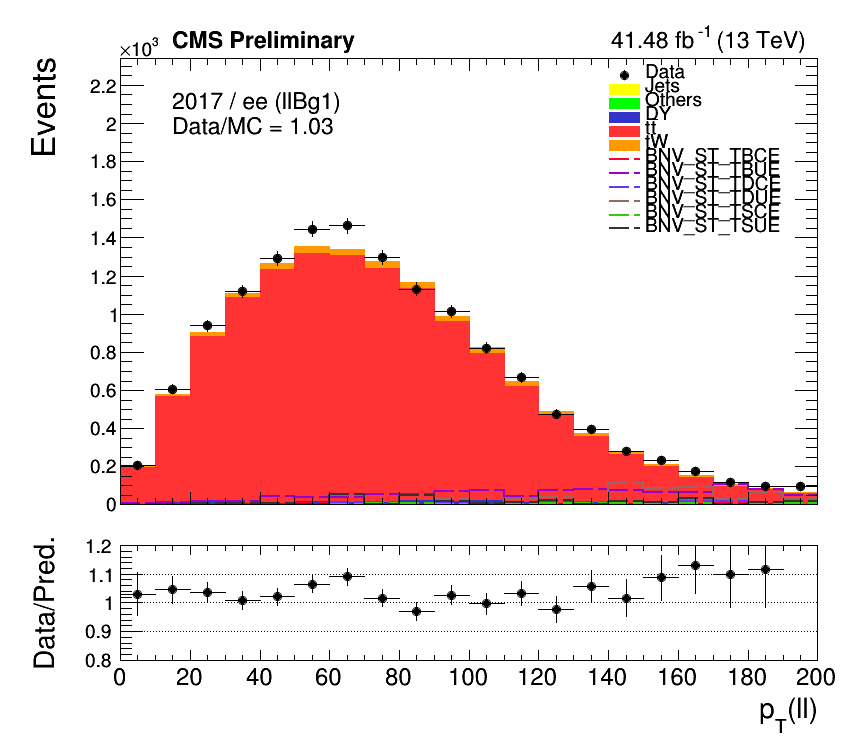 ×10³ CMS Preliminary 41.48 fb⁻¹ (13 TeV)
Events
2017 / ee (llBg1)
Data/MC = 1.03
Data
Jets
Others
DY
tt
tW
BNV_ST_TBCE
BNV_ST_TBUE
BNV_ST_TDCE
BNV_ST_TDUE
BNV_ST_TSCE
BNV_ST_TSUE
2.2
2
1.8
1.6
1.4
1.2
1
0.8
0.6
0.4
0.2
0
Data/Pred.
1.2
1.1
1
0.9
0.8
0 20 40 60 80 100 120 140 160 180 200
p_T(ll)